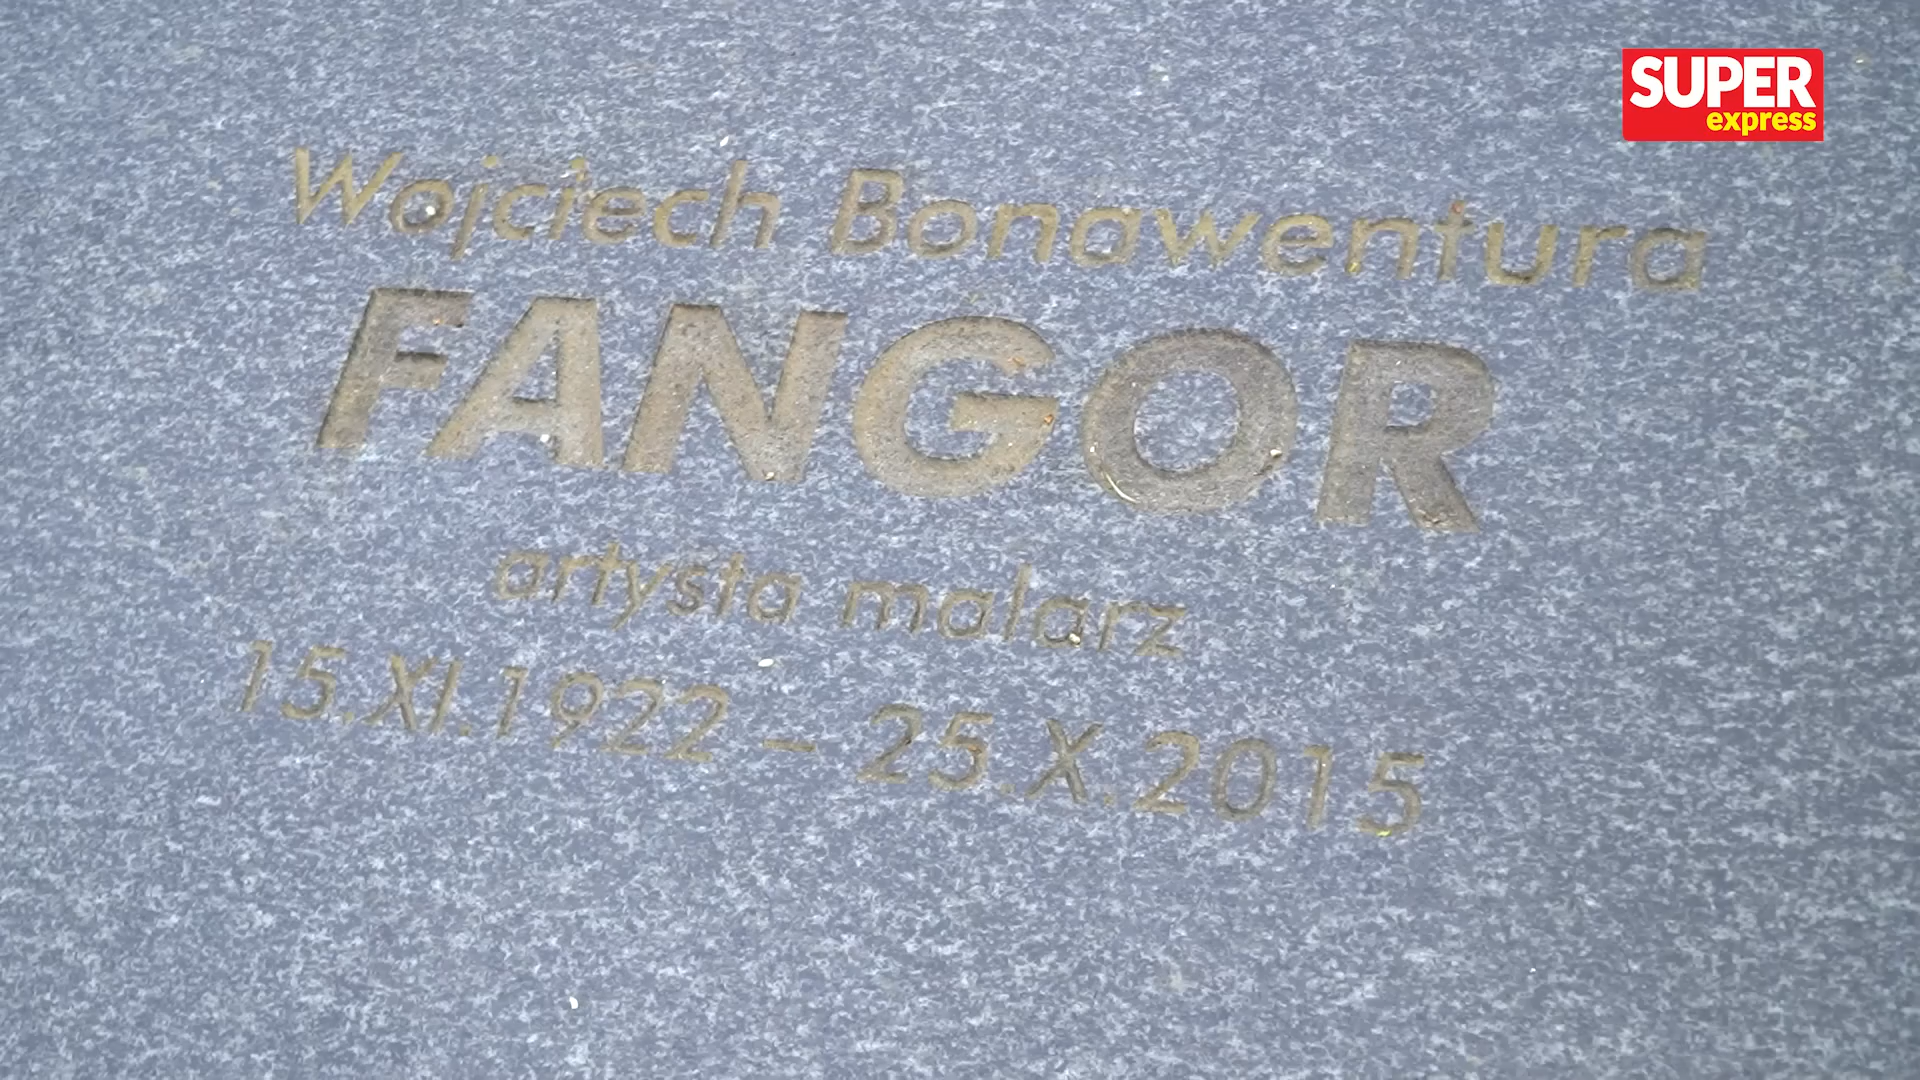 SUPER
express
Wojciech Bonawentura
FANGOR
artysta malarz
15.XI.1922 – 25.X.2015